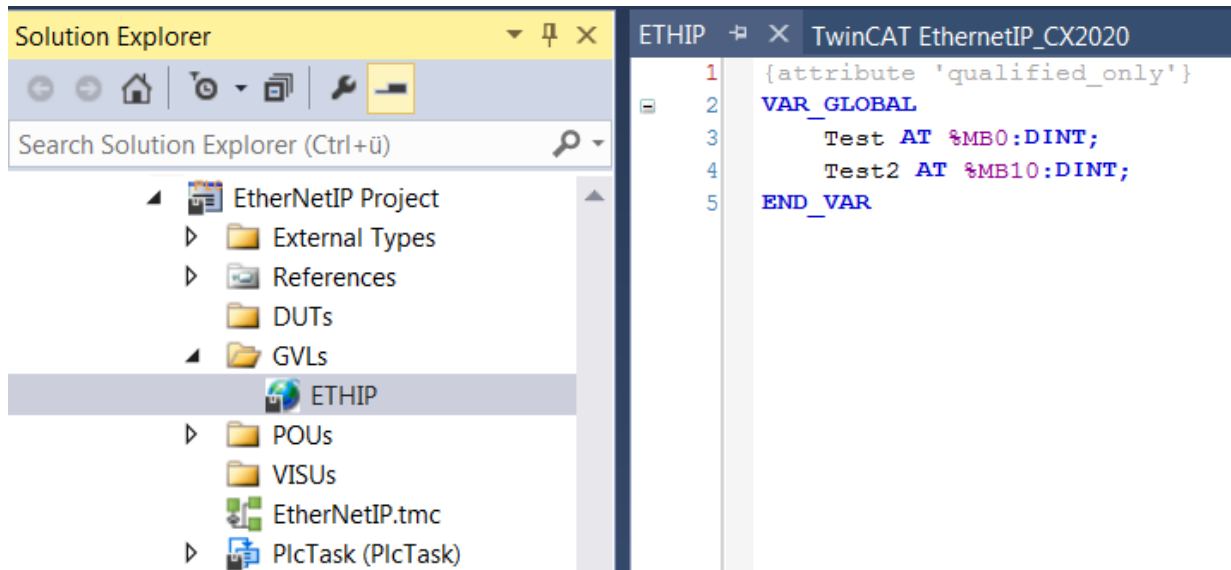 Solution Explorer
Search Solution Explorer (Ctrl+ü)
EtherNetIP Project
External Types
References
DUTs
GVLs
ETHIP
POUs
VISUs
EtherNetIP.tmc
PlcTask (PlcTask)
ETHIP TwinCAT EthernetIP_CX2020
1 {attribute 'qualified_only'}
2 VAR_GLOBAL
3 Test AT %MB0:DINT;
4 Test2 AT %MB10:DINT;
5 END_VAR